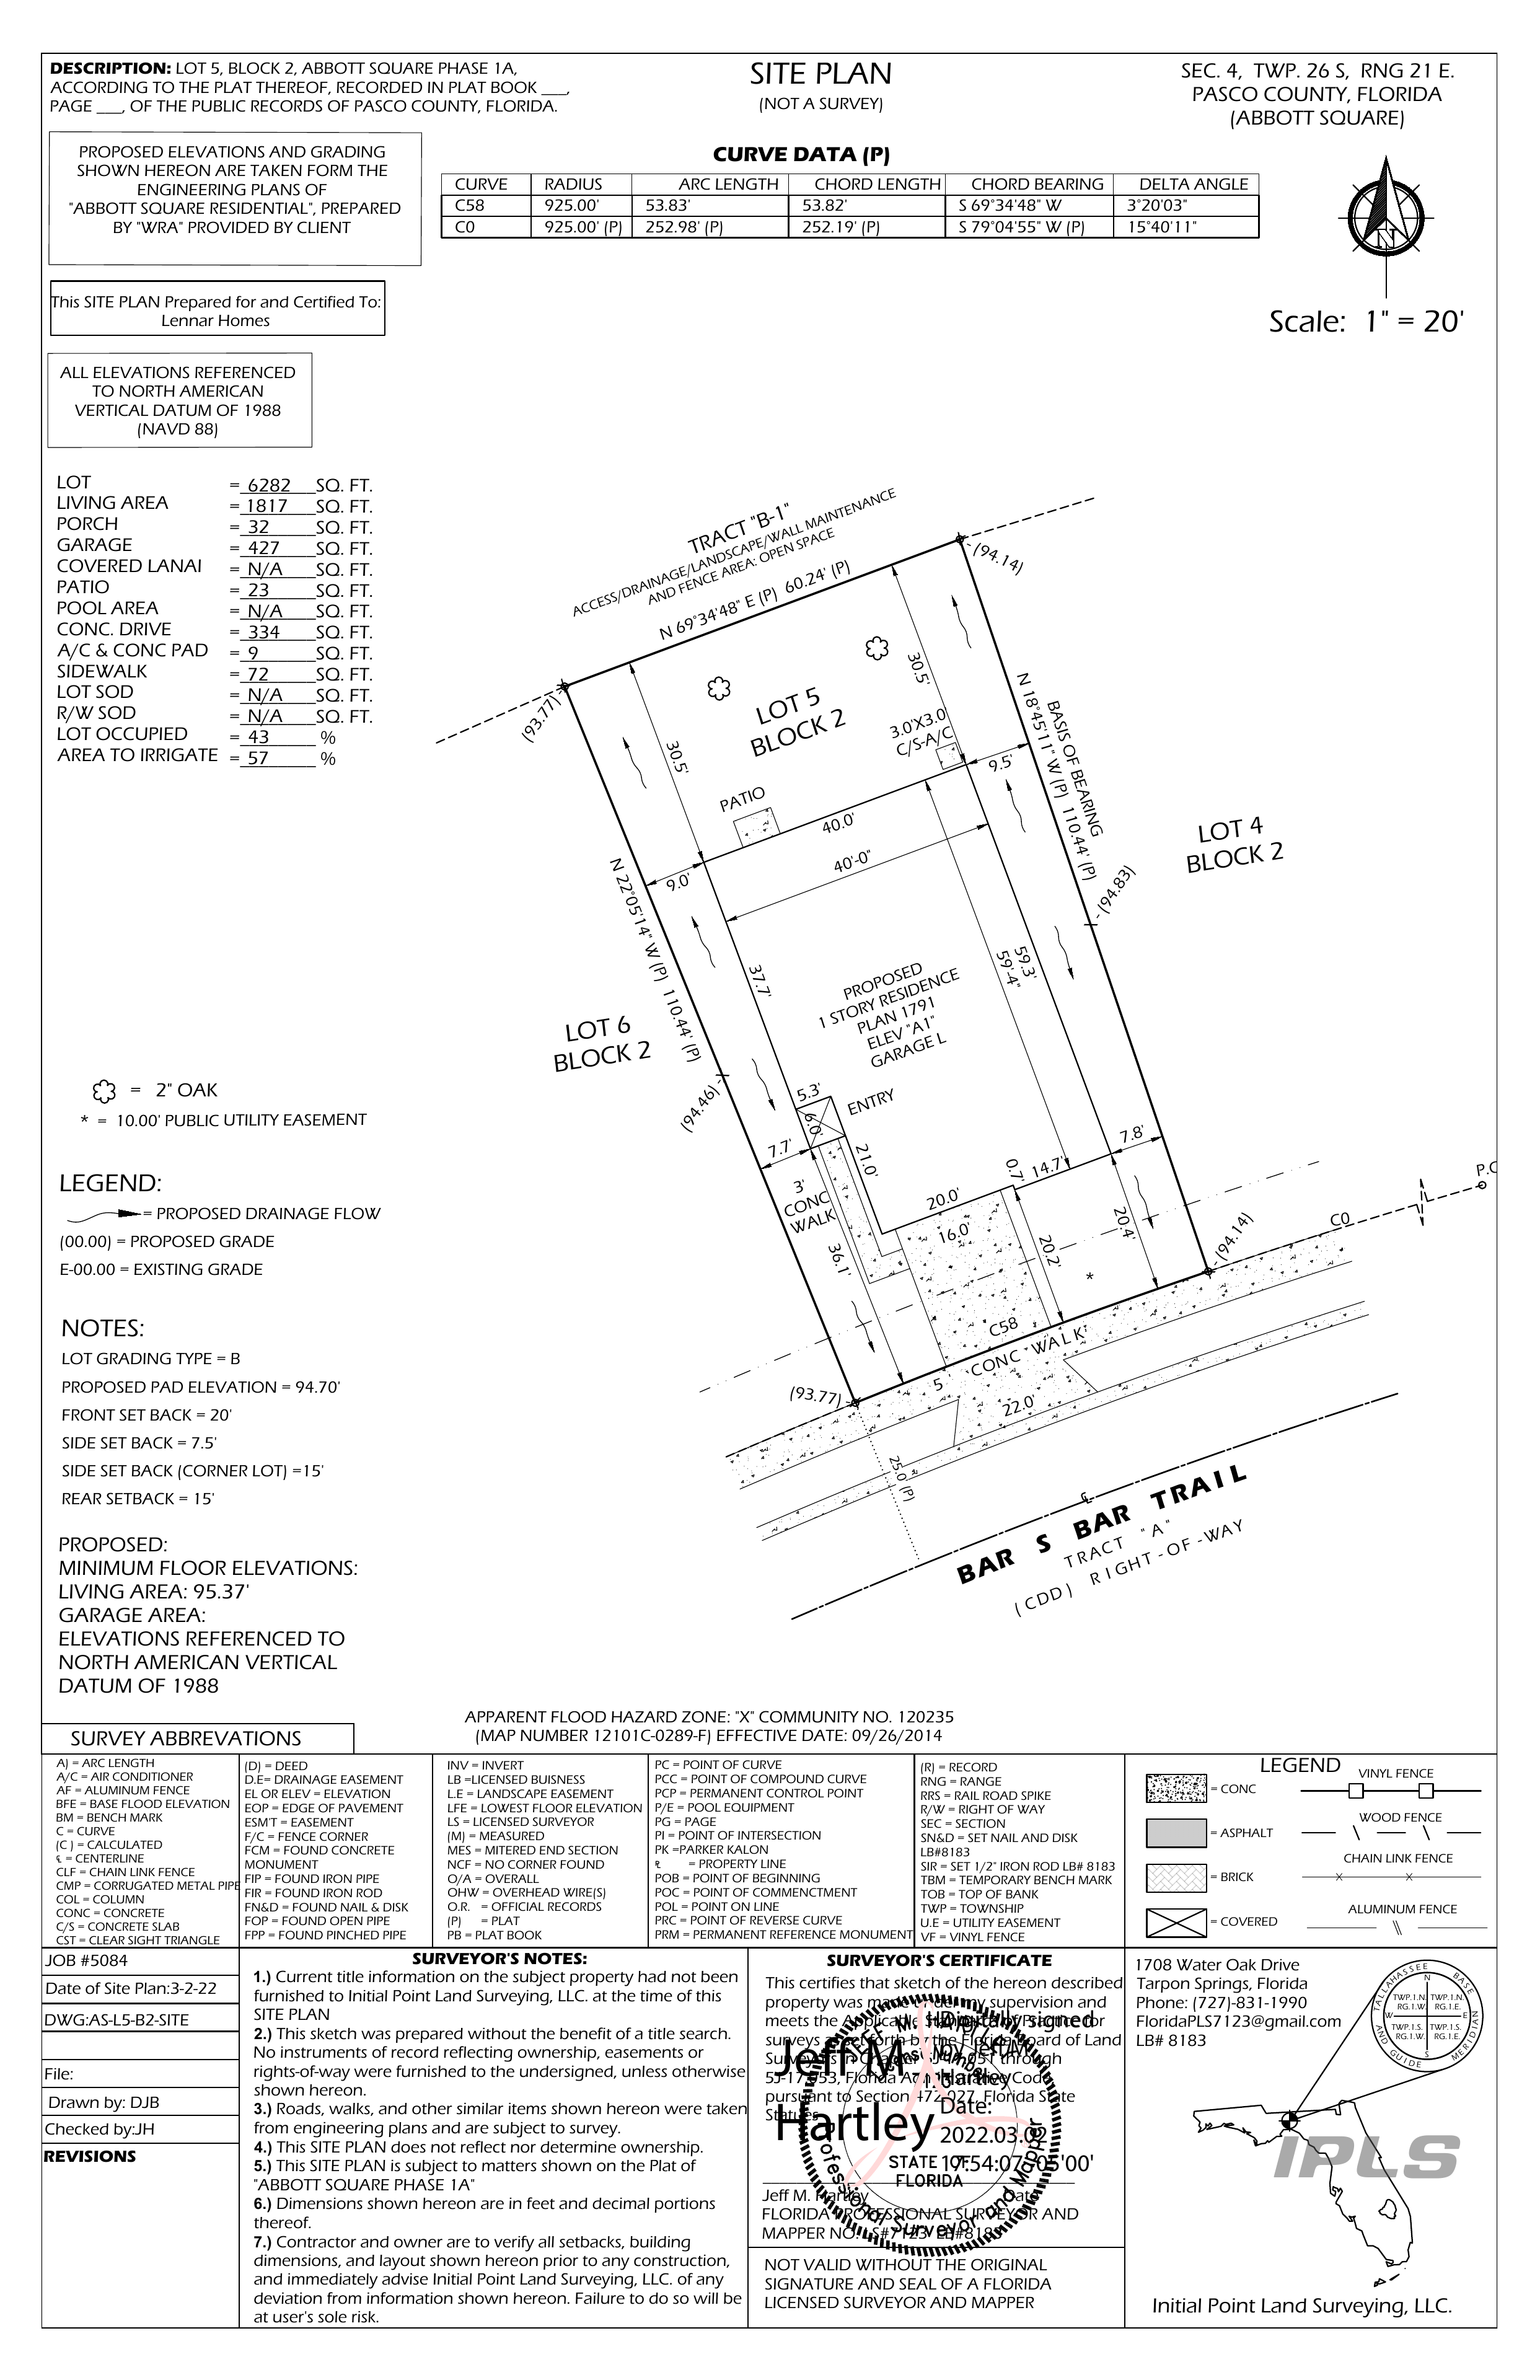 DESCRIPTION: LOT 5, BLOCK 2, ABBOTT SQUARE PHASE 1A,
ACCORDING TO THE PLAT THEREOF, RECORDED IN PLAT BOOK ___,
PAGE ___, OF THE PUBLIC RECORDS OF PASCO COUNTY, FLORIDA.
SITE PLAN
(NOT A SURVEY)
SEC. 4, TWP. 26 S, RNG 21 E.
PASCO COUNTY, FLORIDA
(ABBOTT SQUARE)
PROPOSED ELEVATIONS AND GRADING
SHOWN HEREON ARE TAKEN FORM THE
ENGINEERING PLANS OF
"ABBOTT SQUARE RESIDENTIAL", PREPARED
BY "WRA" PROVIDED BY CLIENT
CURVE DATA (P)
CURVE RADIUS ARC LENGTH CHORD LENGTH CHORD BEARING DELTA ANGLE
C58 925.00' 53.83' 53.82' S 69°34'48" W 3°20'03"
C0 925.00' (P) 252.98' (P) 252.19' (P) S 79°04'55" W (P) 15°40'11"
N
Scale: 1" = 20'
This SITE PLAN Prepared for and Certified To:
Lennar Homes
ALL ELEVATIONS REFERENCED
TO NORTH AMERICAN
VERTICAL DATUM OF 1988
(NAVD 88)
LOT = 6282 SQ. FT.
LIVING AREA = 1817 SQ. FT.
PORCH = 32 SQ. FT.
GARAGE = 427 SQ. FT.
COVERED LANAI = N/A SQ. FT.
PATIO = 23 SQ. FT.
POOL AREA = N/A SQ. FT.
CONC. DRIVE = 334 SQ. FT.
A/C & CONC PAD = 9 SQ. FT.
SIDEWALK = 72 SQ. FT.
LOT SOD = N/A SQ. FT.
R/W SOD = N/A SQ. FT.
LOT OCCUPIED = 43 %
AREA TO IRRIGATE = 57 %
TRACT "B-1"
ACCESS/DRAINAGE/LANDSCAPE/WALL MAINTENANCE
AND FENCE AREA: OPEN SPACE
N 69°34'48" E (P) 60.24' (P)
(94.14)
(93.77)
LOT 5
BLOCK 2
30.5'
30.5'
3.0'X3.0
C/S-A/C
9.5'
N 18°45'11" W (P) 110.44' (P)
BASIS OF BEARING
PATIO
40.0'
40'-0"
9.0'
LOT 4
BLOCK 2
(94.83)
N 22°05'14" W (P) 110.44' (P)
37.7'
59.3'
59'-4"
PROPOSED
1 STORY RESIDENCE
PLAN 1791
ELEV "A1"
GARAGE L
LOT 6
BLOCK 2
(94.46)
5.3'
6.0'
ENTRY
7.7'
21.0'
7.8'
3'
CONC
WALK
0.7'
14.7'
20.0'
16.0'
36.1'
20.2'
20.4'
*
(94.14)
C0
P.C
C58
5' CONC WALK
(93.77)
22.0'
25.0' (P)
BAR S BAR TRAIL
TRACT "A"
(CDD) RIGHT-OF-WAY
= 2" OAK
* = 10.00' PUBLIC UTILITY EASEMENT
LEGEND:
= PROPOSED DRAINAGE FLOW
(00.00) = PROPOSED GRADE
E-00.00 = EXISTING GRADE
NOTES:
LOT GRADING TYPE = B
PROPOSED PAD ELEVATION = 94.70'
FRONT SET BACK = 20'
SIDE SET BACK = 7.5'
SIDE SET BACK (CORNER LOT) =15'
REAR SETBACK = 15'
PROPOSED:
MINIMUM FLOOR ELEVATIONS:
LIVING AREA: 95.37'
GARAGE AREA:
ELEVATIONS REFERENCED TO
NORTH AMERICAN VERTICAL
DATUM OF 1988
APPARENT FLOOD HAZARD ZONE: "X" COMMUNITY NO. 120235
(MAP NUMBER 12101C-0289-F) EFFECTIVE DATE: 09/26/2014
SURVEY ABBREVATIONS
A) = ARC LENGTH
A/C = AIR CONDITIONER
AF = ALUMINUM FENCE
BFE = BASE FLOOD ELEVATION
BM = BENCH MARK
C = CURVE
(C ) = CALCULATED
℄ = CENTERLINE
CLF = CHAIN LINK FENCE
CMP = CORRUGATED METAL PIPE
COL = COLUMN
CONC = CONCRETE
C/S = CONCRETE SLAB
CST = CLEAR SIGHT TRIANGLE
(D) = DEED
D.E= DRAINAGE EASEMENT
EL OR ELEV = ELEVATION
EOP = EDGE OF PAVEMENT
ESM'T = EASEMENT
F/C = FENCE CORNER
FCM = FOUND CONCRETE
MONUMENT
FIP = FOUND IRON PIPE
FIR = FOUND IRON ROD
FN&D = FOUND NAIL & DISK
FOP = FOUND OPEN PIPE
FPP = FOUND PINCHED PIPE
INV = INVERT
LB =LICENSED BUISNESS
L.E = LANDSCAPE EASEMENT
LFE = LOWEST FLOOR ELEVATION
LS = LICENSED SURVEYOR
(M) = MEASURED
MES = MITERED END SECTION
NCF = NO CORNER FOUND
O/A = OVERALL
OHW = OVERHEAD WIRE(S)
O.R. = OFFICIAL RECORDS
(P) = PLAT
PB = PLAT BOOK
PC = POINT OF CURVE
PCC = POINT OF COMPOUND CURVE
PCP = PERMANENT CONTROL POINT
P/E = POOL EQUIPMENT
PG = PAGE
PI = POINT OF INTERSECTION
PK =PARKER KALON
= PROPERTY LINE
POB = POINT OF BEGINNING
POC = POINT OF COMMENCTMENT
POL = POINT ON LINE
PRC = POINT OF REVERSE CURVE
PRM = PERMANENT REFERENCE MONUMENT
(R) = RECORD
RNG = RANGE
RRS = RAIL ROAD SPIKE
R/W = RIGHT OF WAY
SEC = SECTION
SN&D = SET NAIL AND DISK
LB#8183
SIR = SET 1/2" IRON ROD LB# 8183
TBM = TEMPORARY BENCH MARK
TOB = TOP OF BANK
TWP = TOWNSHIP
U.E = UTILITY EASEMENT
VF = VINYL FENCE
LEGEND
= CONC
= ASPHALT
= BRICK
= COVERED
VINYL FENCE
WOOD FENCE
CHAIN LINK FENCE
ALUMINUM FENCE
JOB #5084
Date of Site Plan:3-2-22
DWG:AS-L5-B2-SITE
File:
Drawn by: DJB
Checked by:JH
REVISIONS
SURVEYOR'S NOTES:
1.) Current title information on the subject property had not been
furnished to Initial Point Land Surveying, LLC. at the time of this
SITE PLAN
2.) This sketch was prepared without the benefit of a title search.
No instruments of record reflecting ownership, easements or
rights-of-way were furnished to the undersigned, unless otherwise
shown hereon.
3.) Roads, walks, and other similar items shown hereon were taken
from engineering plans and are subject to survey.
4.) This SITE PLAN does not reflect nor determine ownership.
5.) This SITE PLAN is subject to matters shown on the Plat of
"ABBOTT SQUARE PHASE 1A"
6.) Dimensions shown hereon are in feet and decimal portions
thereof.
7.) Contractor and owner are to verify all setbacks, building
dimensions, and layout shown hereon prior to any construction,
and immediately advise Initial Point Land Surveying, LLC. of any
deviation from information shown hereon. Failure to do so will be
at user's sole risk.
SURVEYOR'S CERTIFICATE
This certifies that sketch of the hereon described
property was made under my supervision and
meets the Applicable Standards of Practice for
surveys as set forth by the Florida Board of Land
Surveyors in Chapter through
Florida Administrative Code
pursuant to Section 472.027, Florida State
Statues
Jeff M
Hartley
Digitally signed
by Jeff M
Hartley
Date:
2022.03.02
17:54:07 -05'00'
STATE OF
FLORIDA
Professional Surveyor and Mapper
Jeff M. Hartley Date
FLORIDA PROFESSIONAL SURVEYOR AND
MAPPER NO. LS#7123 LB#8183
NOT VALID WITHOUT THE ORIGINAL
SIGNATURE AND SEAL OF A FLORIDA
LICENSED SURVEYOR AND MAPPER
1708 Water Oak Drive
Tarpon Springs, Florida
Phone: (727)-831-1990
FloridaPLS7123@gmail.com
LB# 8183
TALLAHASSEE BASE
AND GUIDE MERIDIAN
N
W
E
S
TWP.1.N. TWP.1.N.
RG.1.W. RG.1.E.
TWP.1.S. TWP.1.S.
RG.1.W. RG.1.E.
IPLS
Initial Point Land Surveying, LLC.